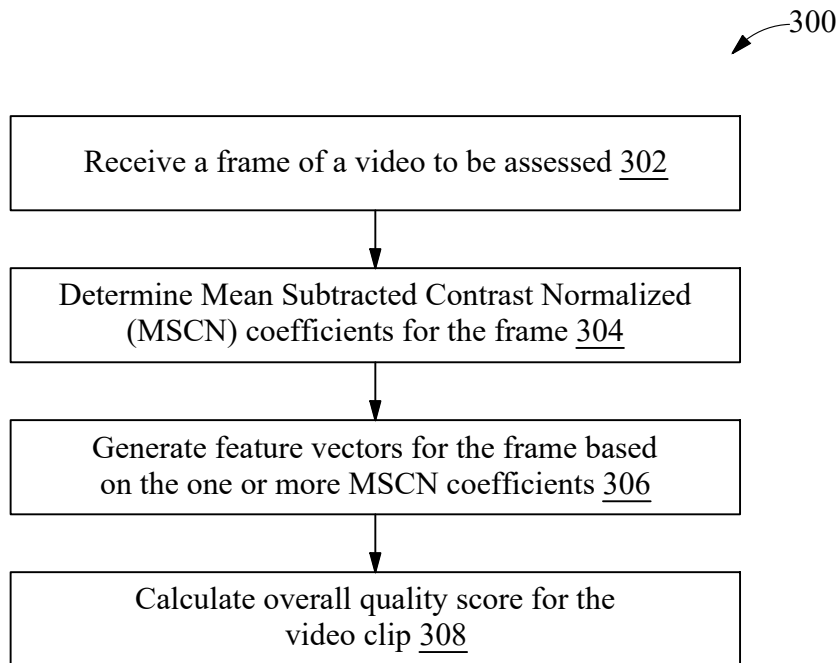 300
Receive a frame of a video to be assessed 302
Determine Mean Subtracted Contrast Normalized
(MSCN) coefficients for the frame 304
Generate feature vectors for the frame based
on the one or more MSCN coefficients 306
Calculate overall quality score for the
video clip 308